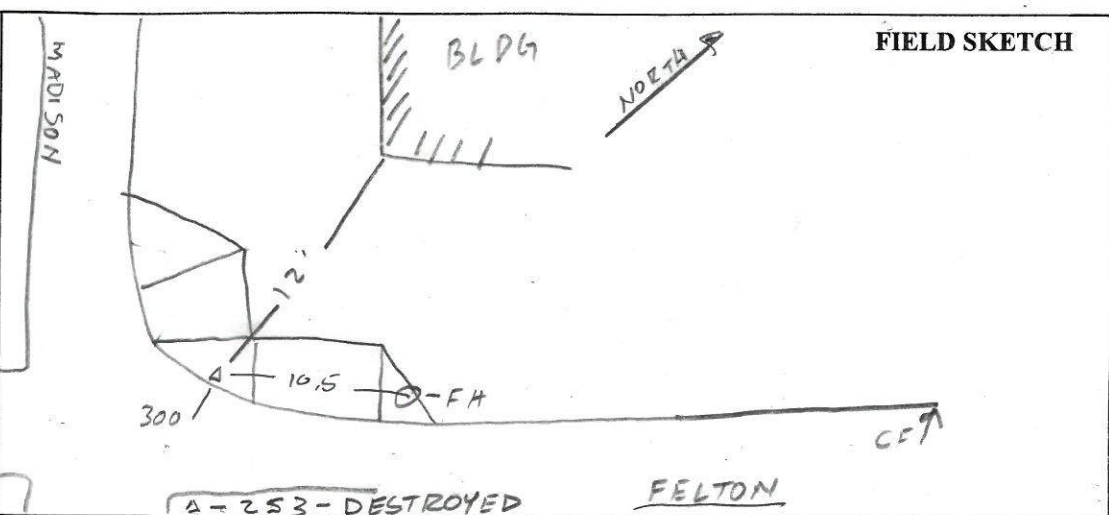 FIELD SKETCH
MADISON
BLDG
NORTH
12"
10.5
FH
300
CF
Δ-253-DESTROYED
FELTON